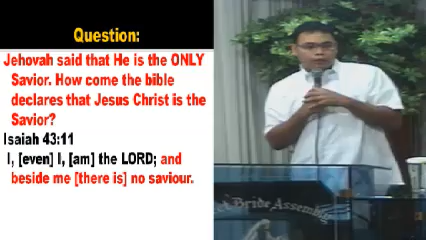 Question:
Jehovah said that He is the ONLY
Savior. How come the bible
declares that Jesus Christ is the
Savior?
Isaiah 43:11
I, [even] I, [am] the LORD; and
beside me [there is] no saviour.
Bride Assembly